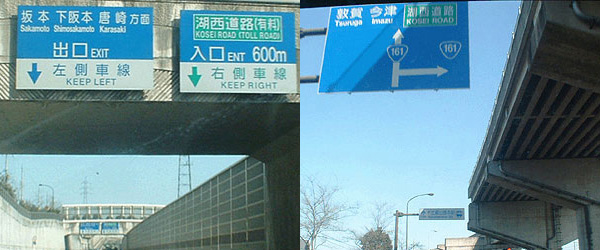 坂本 下阪本 唐崎 方面
Sakamoto Shimosakamoto Karasaki
出口 EXIT
左側車線
KEEP LEFT
湖西道路(有料)
KOSEI ROAD (TOLL ROAD)
入口 ENT 600m
右側車線
KEEP RIGHT
敦賀 今津
Tsuruga Imazu
湖西道路
KOSEI ROAD
161
161